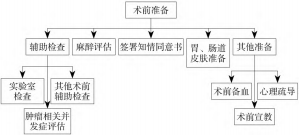 术前准备
辅助检查
麻醉评估
签署知情同意书
胃、肠道
皮肤准备
其他准备
实验室
检查
其他术前
辅助检查
术前备血
心理疏导
肿瘤相关并
发症评估
术前宣教